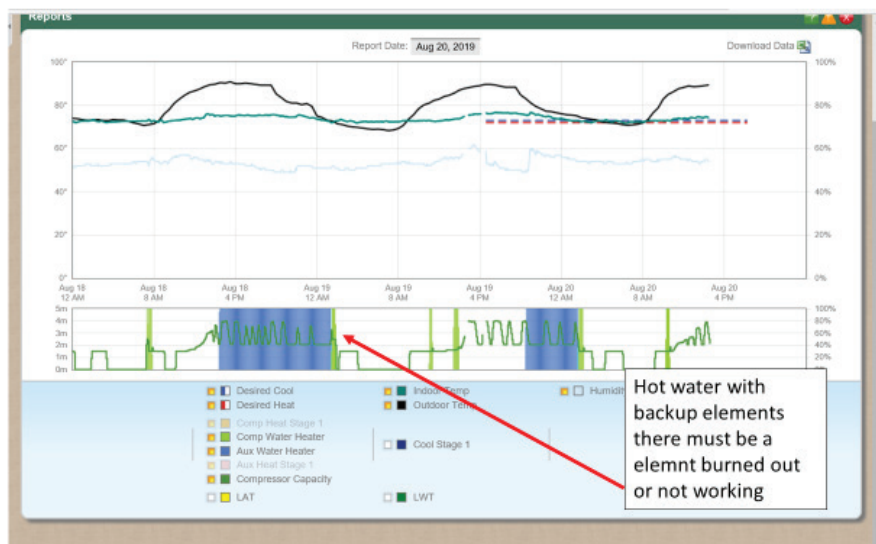 Reports
Report Date: Aug 20, 2019
Download Data
100° 100%
80° 80%
60° 60%
40° 40%
20° 20%
0° 0%
Aug 18 Aug 18 Aug 18 Aug 19 Aug 19 Aug 19 Aug 20 Aug 20 Aug 20
12 AM 8 AM 4 PM 12 AM 8 AM 4 PM 12 AM 8 AM 4 PM
5m 100%
4m 80%
3m 60%
2m 40%
1m 20%
0m
Desired Cool Indoor Temp Humidit
Desired Heat Outdoor Temp
Comp Heat Stage 1
Comp Water Heater
Aux Water Heater Cool Stage 1
Aux Heat Stage 1
Compressor Capacity
LAT LWT
Hot water with
backup elements
there must be a
elemnt burned out
or not working